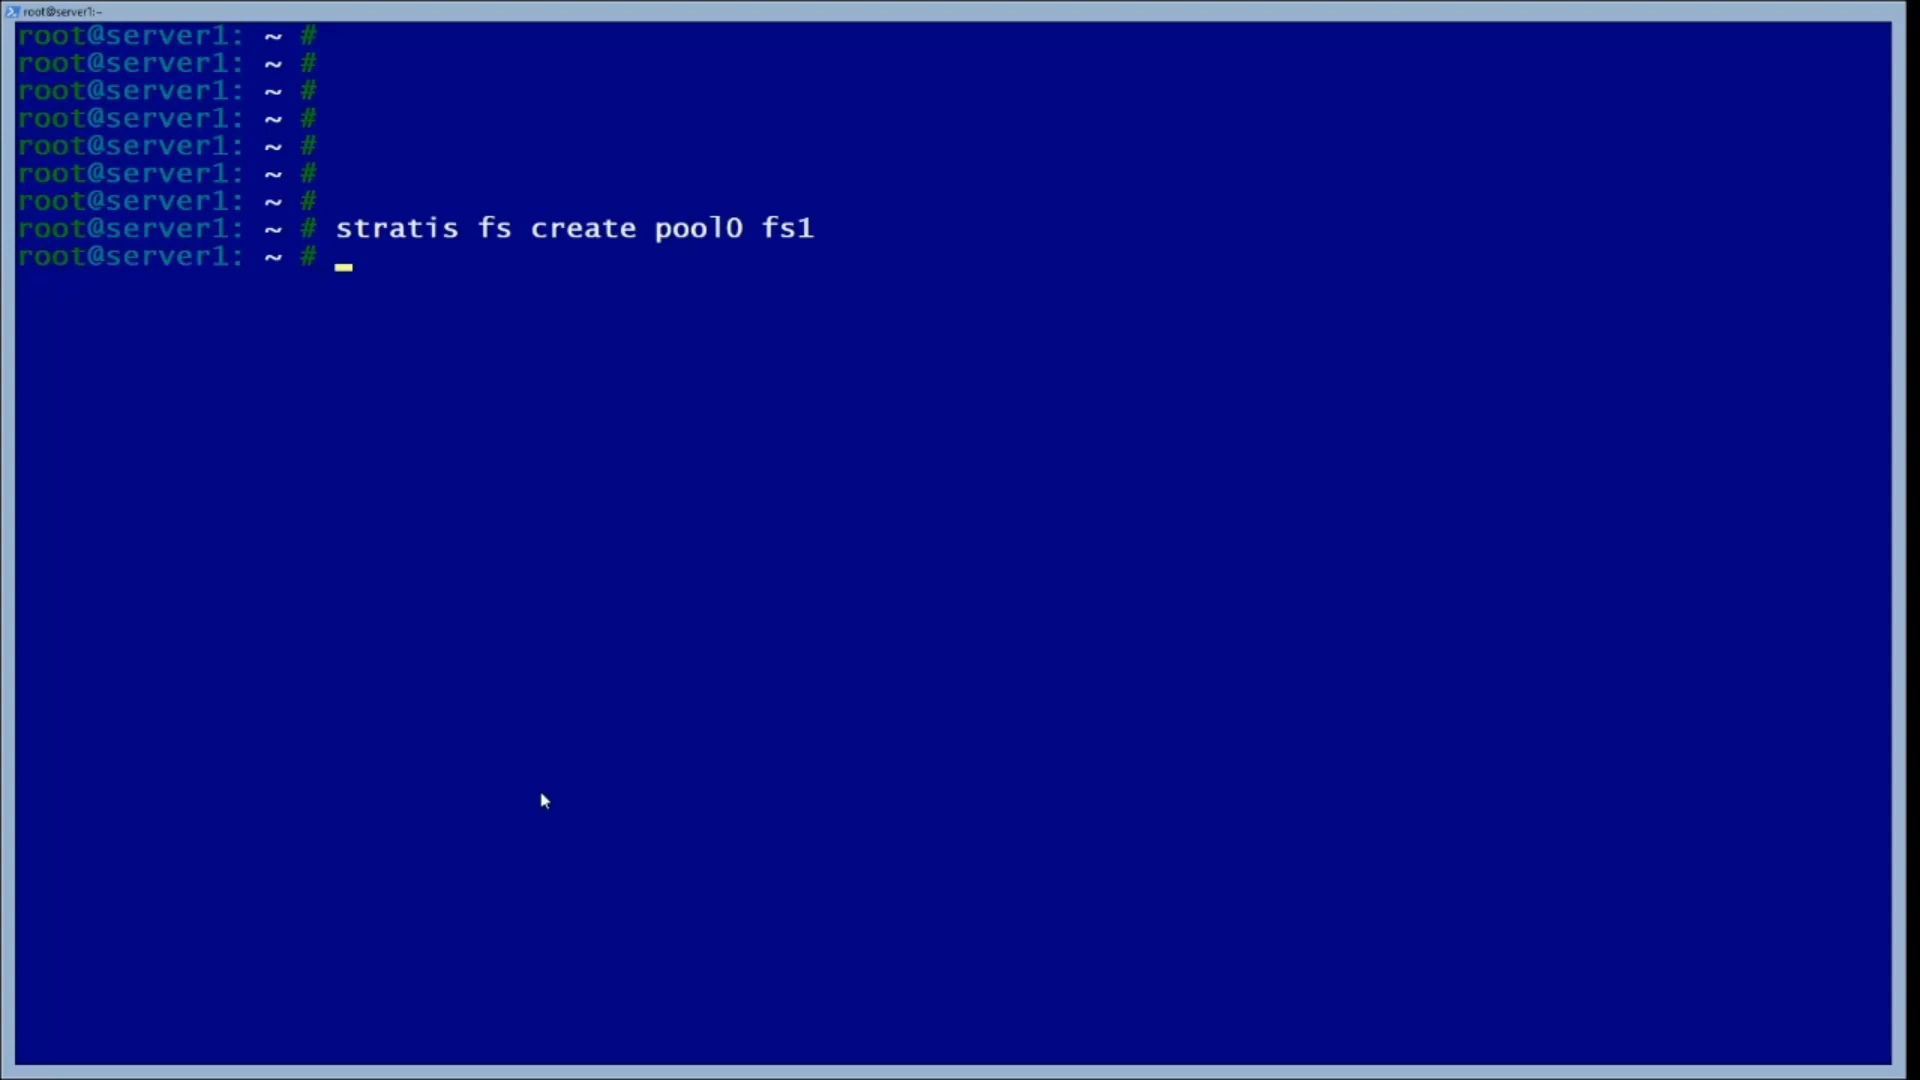 root@server1:~
root@server1: ~ #
root@server1: ~ #
root@server1: ~ #
root@server1: ~ #
root@server1: ~ #
root@server1: ~ #
root@server1: ~ #
root@server1: ~ # stratis fs create pool0 fs1
root@server1: ~ #